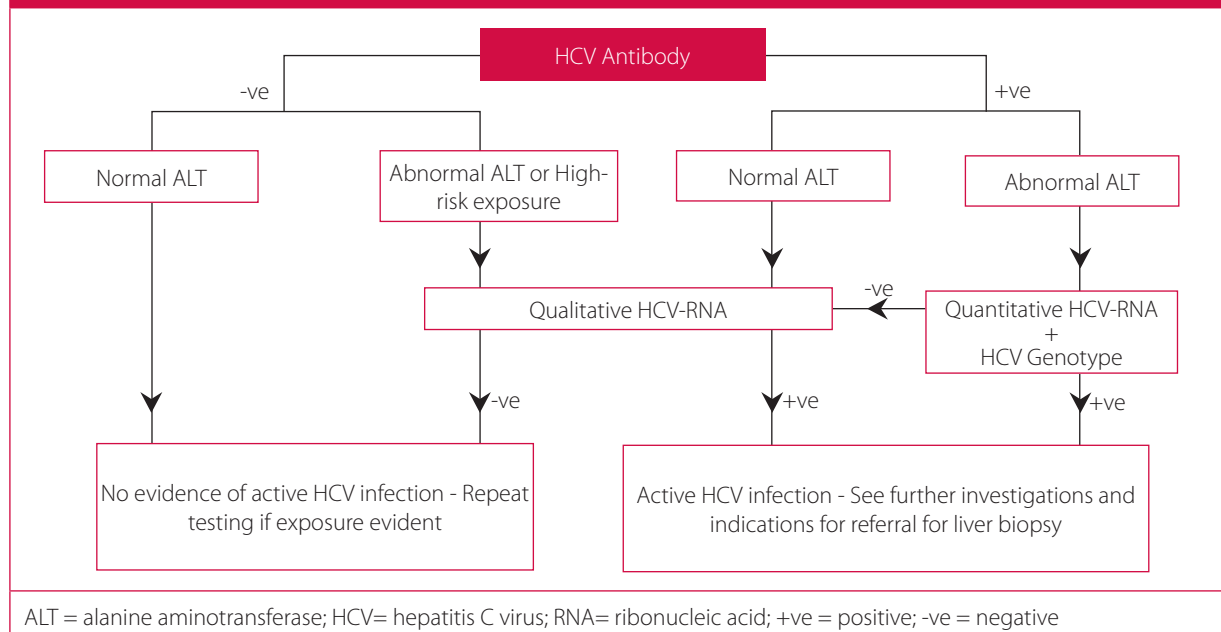 HCV Antibody
-ve
+ve
Normal ALT
Abnormal ALT or High-
risk exposure
Normal ALT
Abnormal ALT
Qualitative HCV-RNA
-ve
Quantitative HCV-RNA
+
HCV Genotype
-ve
+ve
+ve
No evidence of active HCV infection - Repeat
testing if exposure evident
Active HCV infection - See further investigations and
indications for referral for liver biopsy
ALT = alanine aminotransferase; HCV= hepatitis C virus; RNA= ribonucleic acid; +ve = positive; -ve = negative